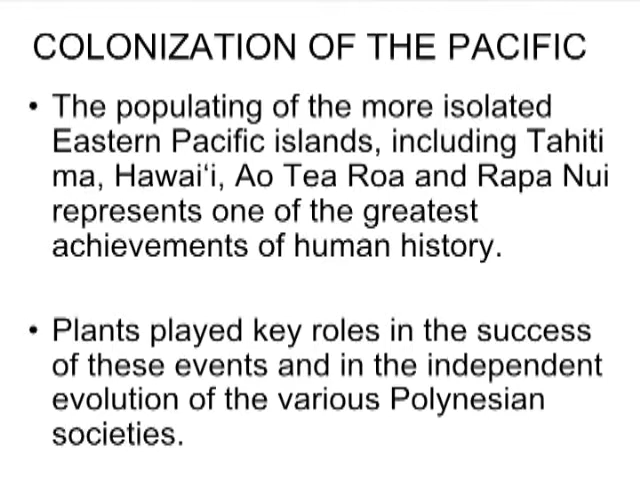 COLONIZATION OF THE PACIFIC
• The populating of the more isolated
Eastern Pacific islands, including Tahiti
ma, Hawai‘i, Ao Tea Roa and Rapa Nui
represents one of the greatest
achievements of human history.
• Plants played key roles in the success
of these events and in the independent
evolution of the various Polynesian
societies.